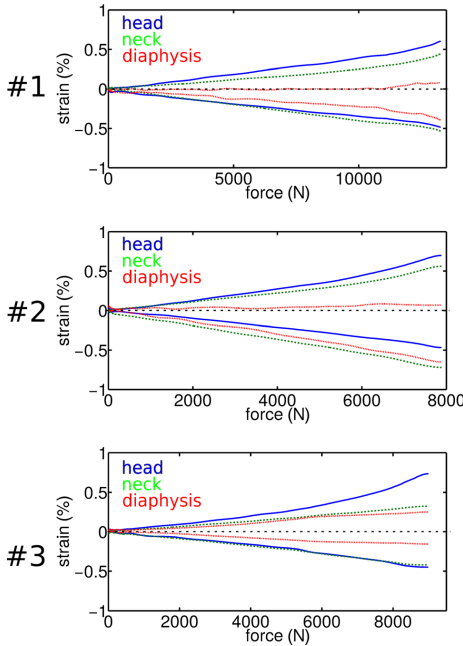 #1
strain (%)
1
0.5
0
−0.5
−1
head
neck
diaphysis
0 5000 10000
force (N)
#2
strain (%)
1
0.5
0
−0.5
−1
head
neck
diaphysis
0 2000 4000 6000 8000
force (N)
#3
strain (%)
1
0.5
0
−0.5
−1
head
neck
diaphysis
0 2000 4000 6000 8000
force (N)